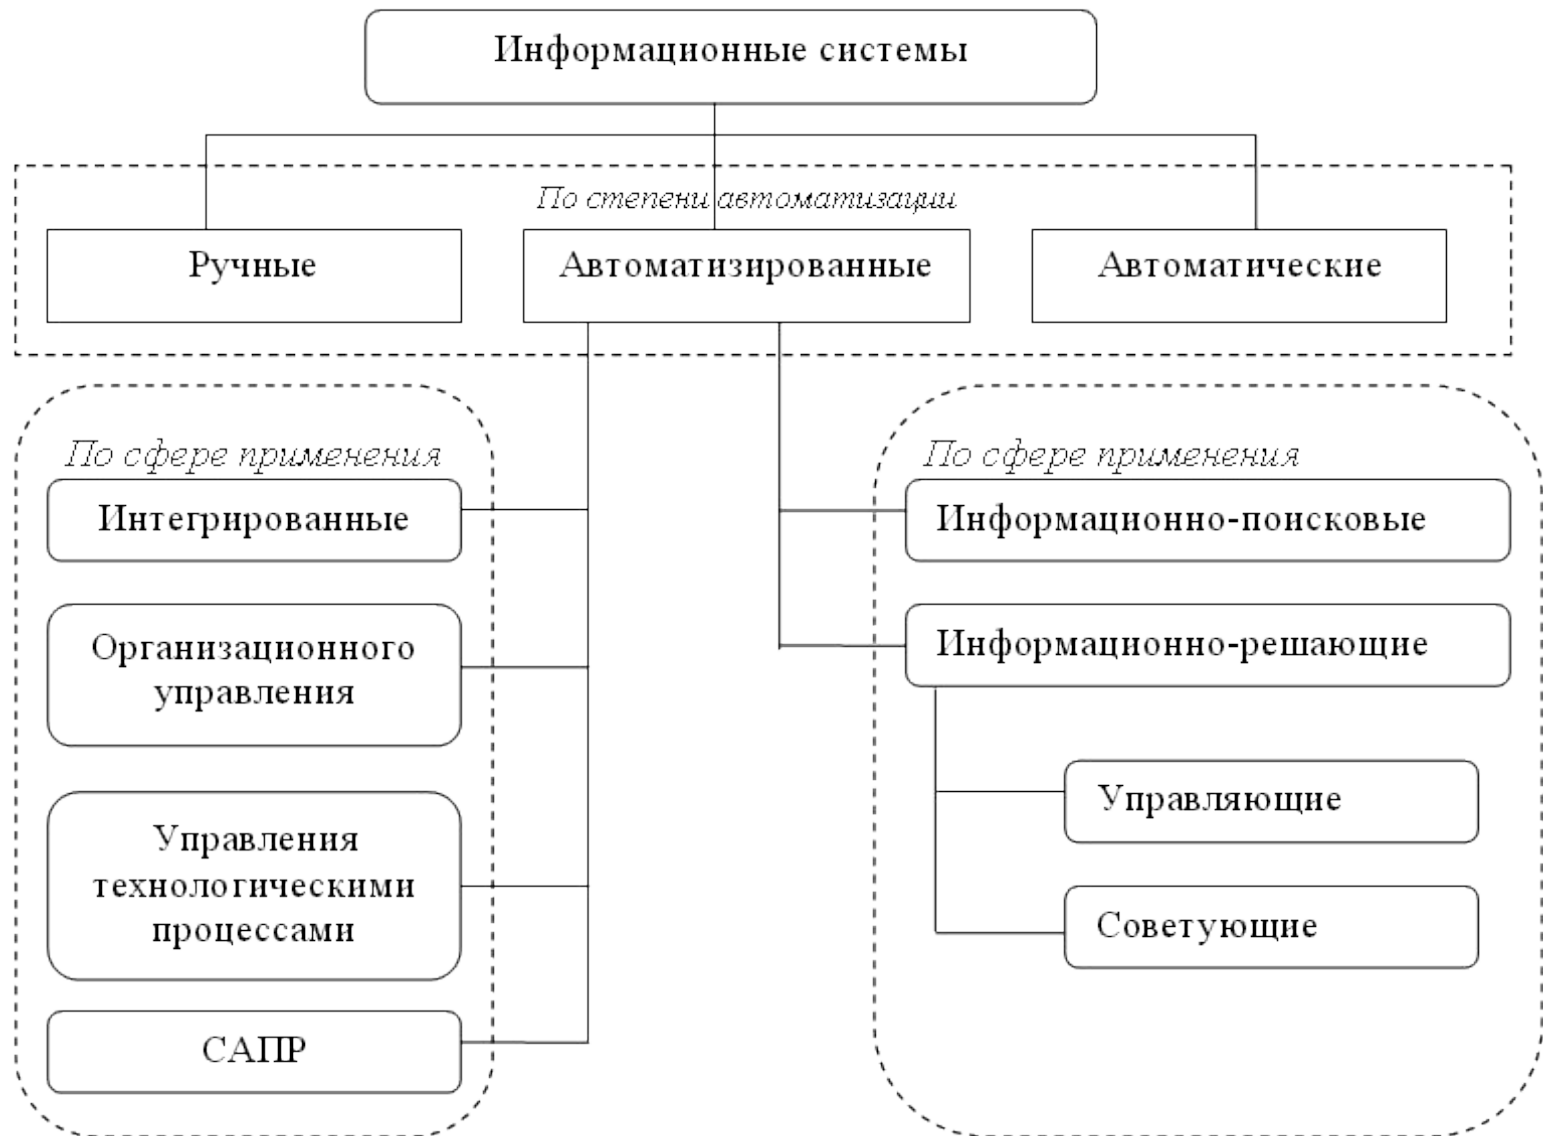 Информационные системы
По степени автоматизации
Ручные
Автоматизированные
Автоматические
По сфере применения
Интегрированные
Организационного
управления
Управления
технологическими
процессами
САПР
По сфере применения
Информационно-поисковые
Информационно-решающие
Управляющие
Советующие